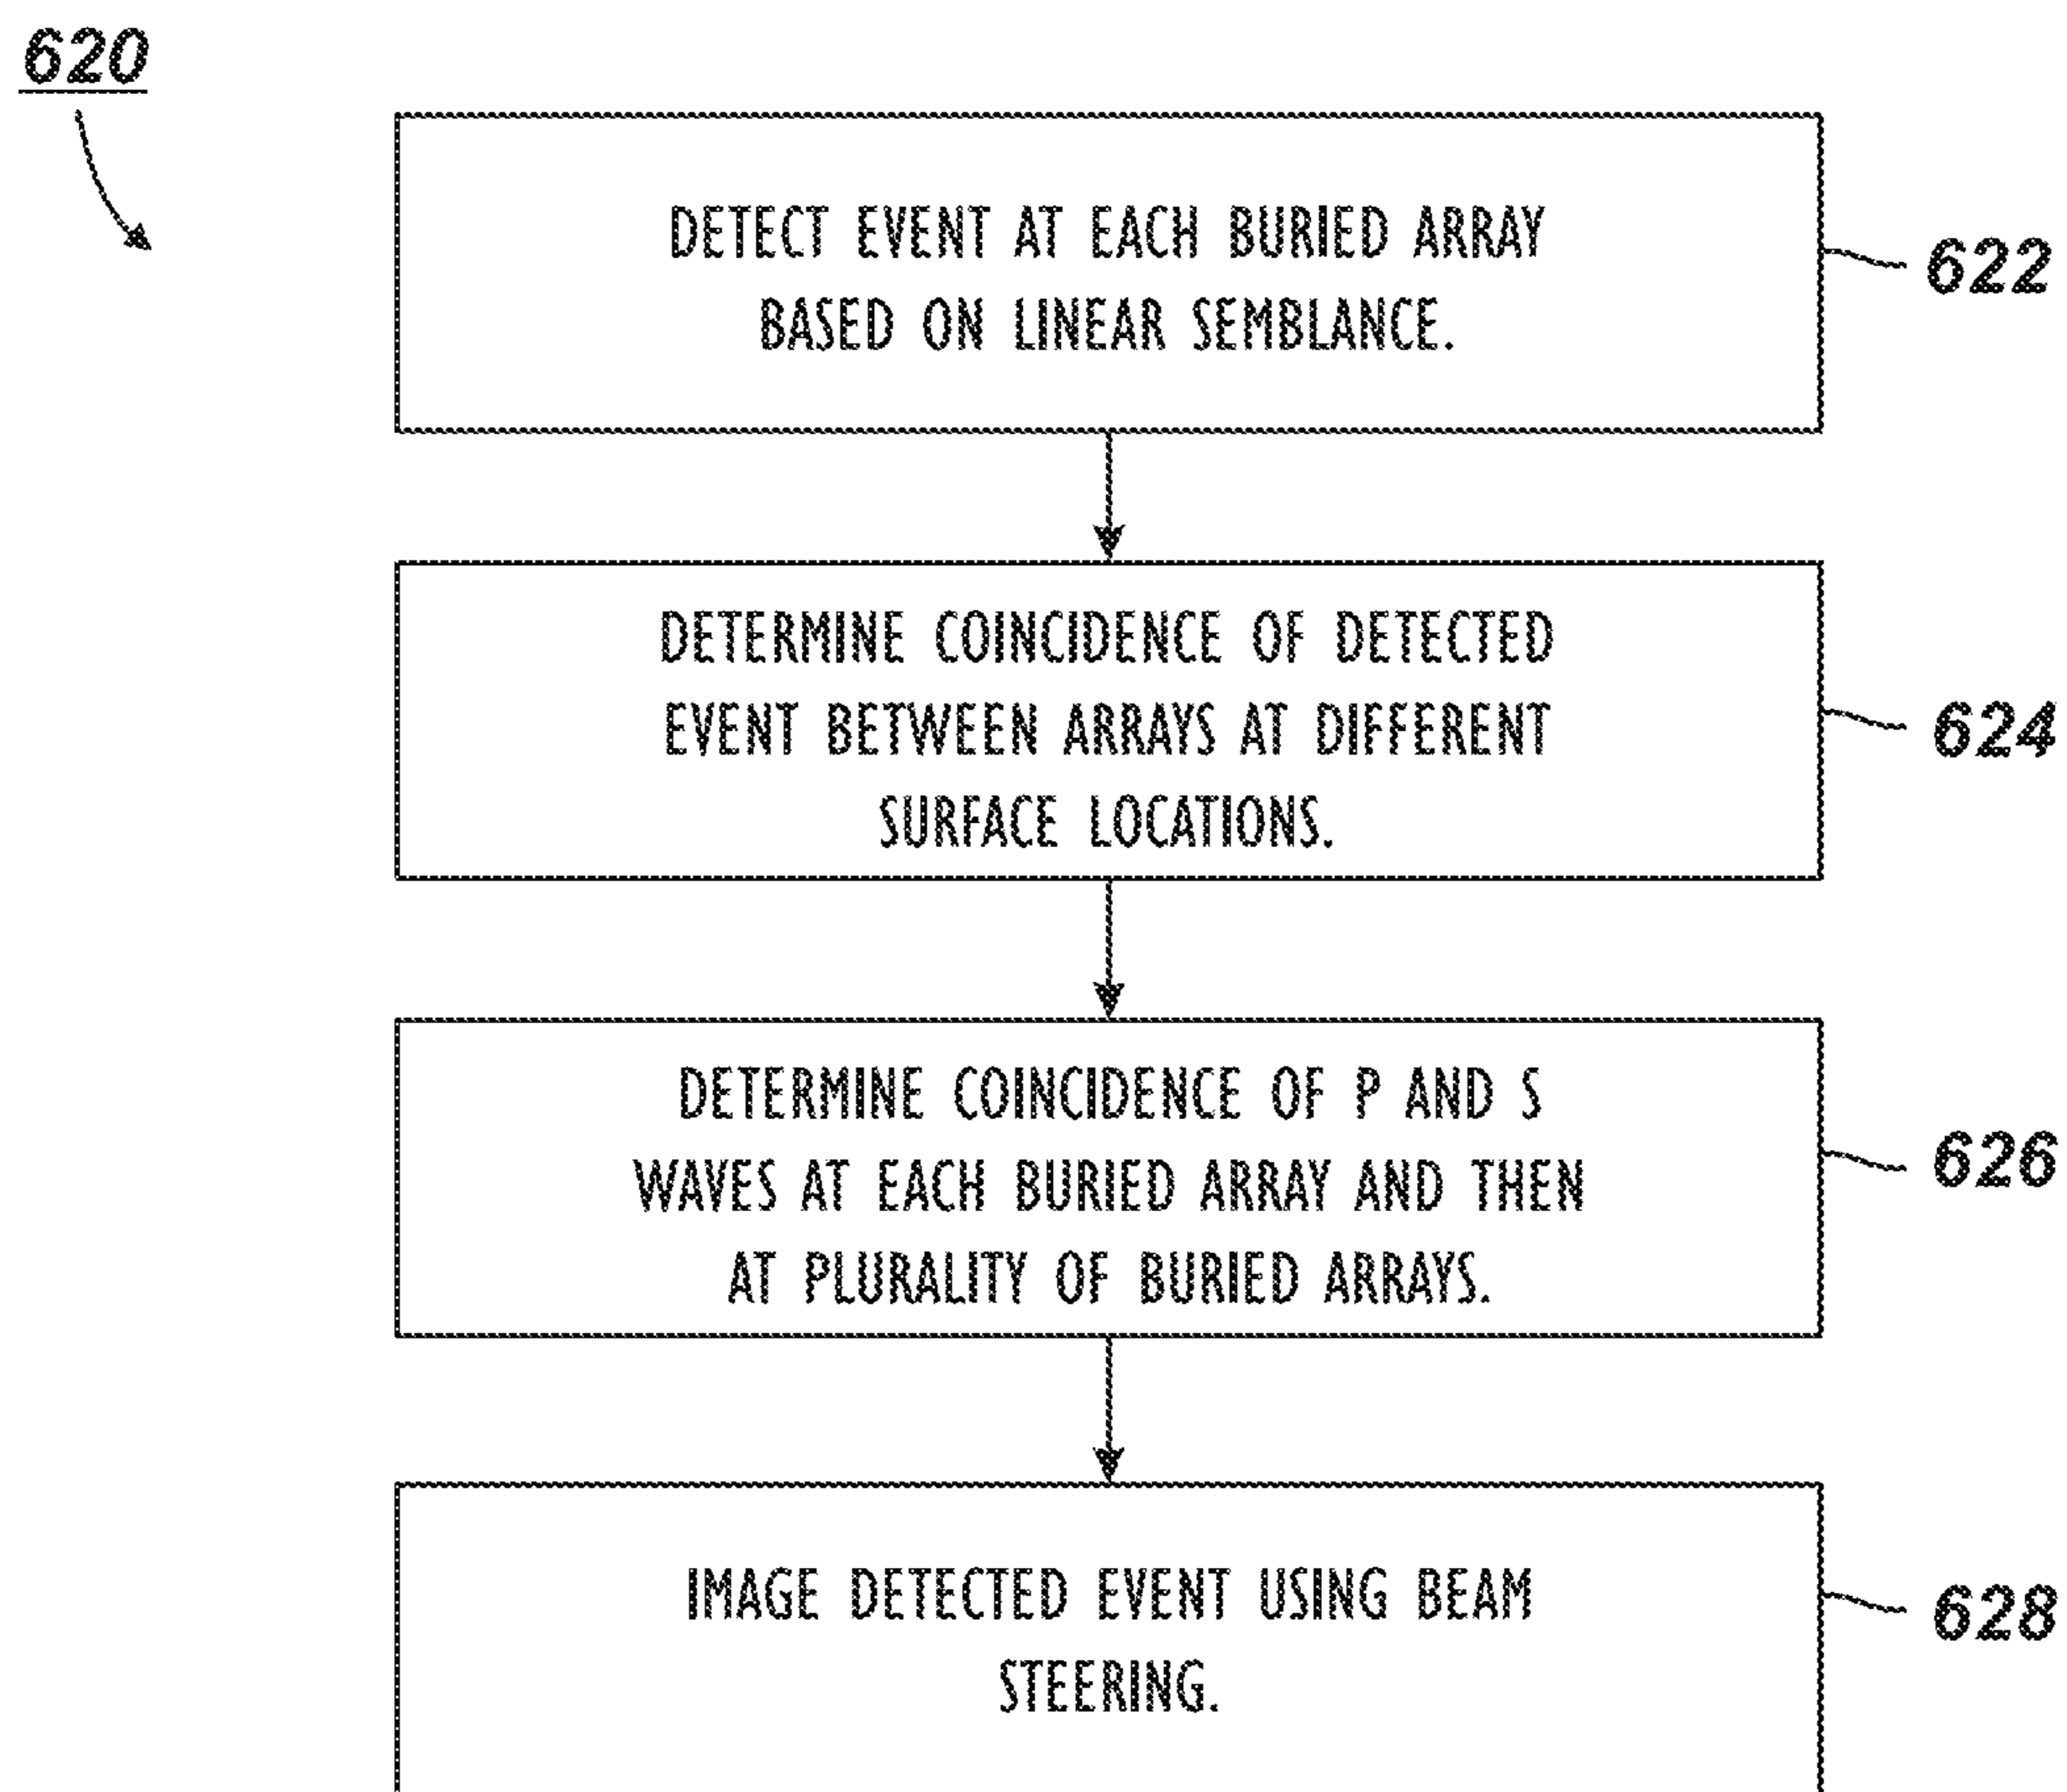 620
DETECT EVENT AT EACH BURIED ARRAY
BASED ON LINEAR SEMBLANCE.
622
DETERMINE COINCIDENCE OF DETECTED
EVENT BETWEEN ARRAYS AT DIFFERENT
SURFACE LOCATIONS.
624
DETERMINE COINCIDENCE OF P AND S
WAVES AT EACH BURIED ARRAY AND THEN
AT PLURALITY OF BURIED ARRAYS.
626
IMAGE DETECTED EVENT USING BEAM
STEERING.
628